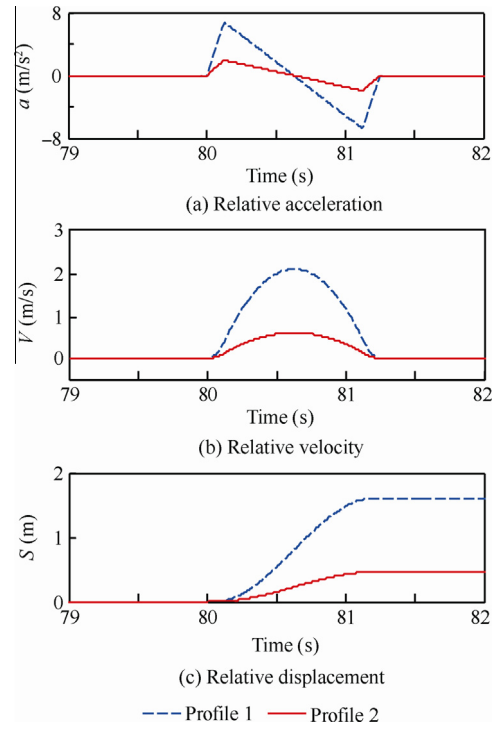 8
0
−8
a (m/s²)
79 80 81 82
Time (s)
(a) Relative acceleration
3
2
1
0
V (m/s)
79 80 81 82
Time (s)
(b) Relative velocity
2
1
0
S (m)
79 80 81 82
Time (s)
(c) Relative displacement
Profile 1 Profile 2